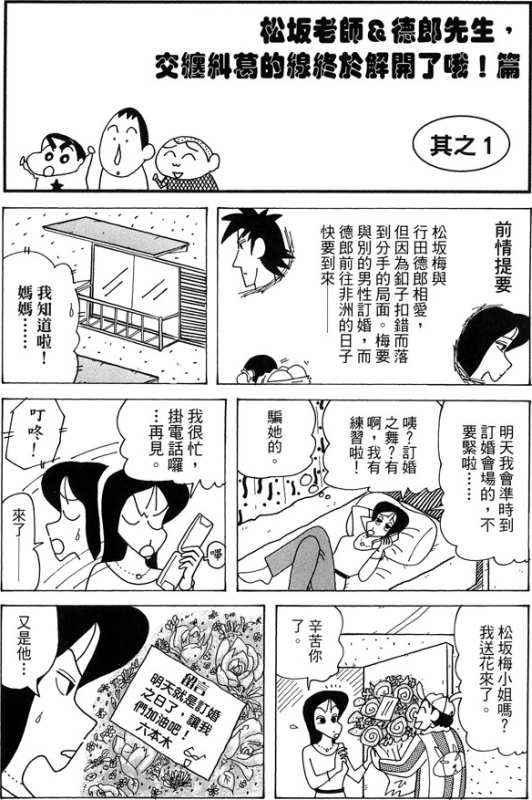 松坂老師&德郎先生，
交纏糾葛的線終於解開了哦！篇
其之1
前情提要
松坂梅與
行田德郎相愛，
但因為釦子扣錯而落
到分手的局面。梅要
與別的男性訂婚，而
德郎前往非洲的日子
快要到來——
我知道啦！
媽媽……
明天我會準時到
訂婚會場的，不
要緊啦……
咦？訂婚
之舞？有
啊，我有
練習啦！
騙她的。
我很忙，
掛電話囉
…再見。
嗶
叮咚！
來了——
松坂梅小姐嗎？
我送花來了。
辛苦你
了。
留言
明天就是訂婚
之日了，讓我
們加油吧！
六本木
又是他…